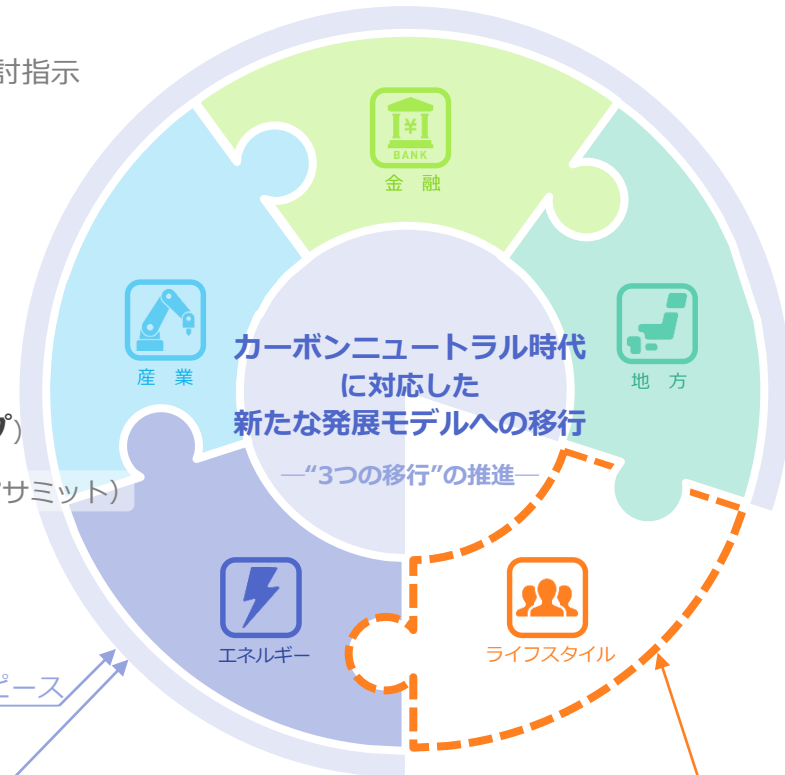 討指示
¥
BANK
金 融
産 業
地 方
カーボンニュートラル時代
に対応した
新たな発展モデルへの移行
―“3つの移行”の推進―
プ）
サミット）
エネルギー
ライフスタイル
ピース